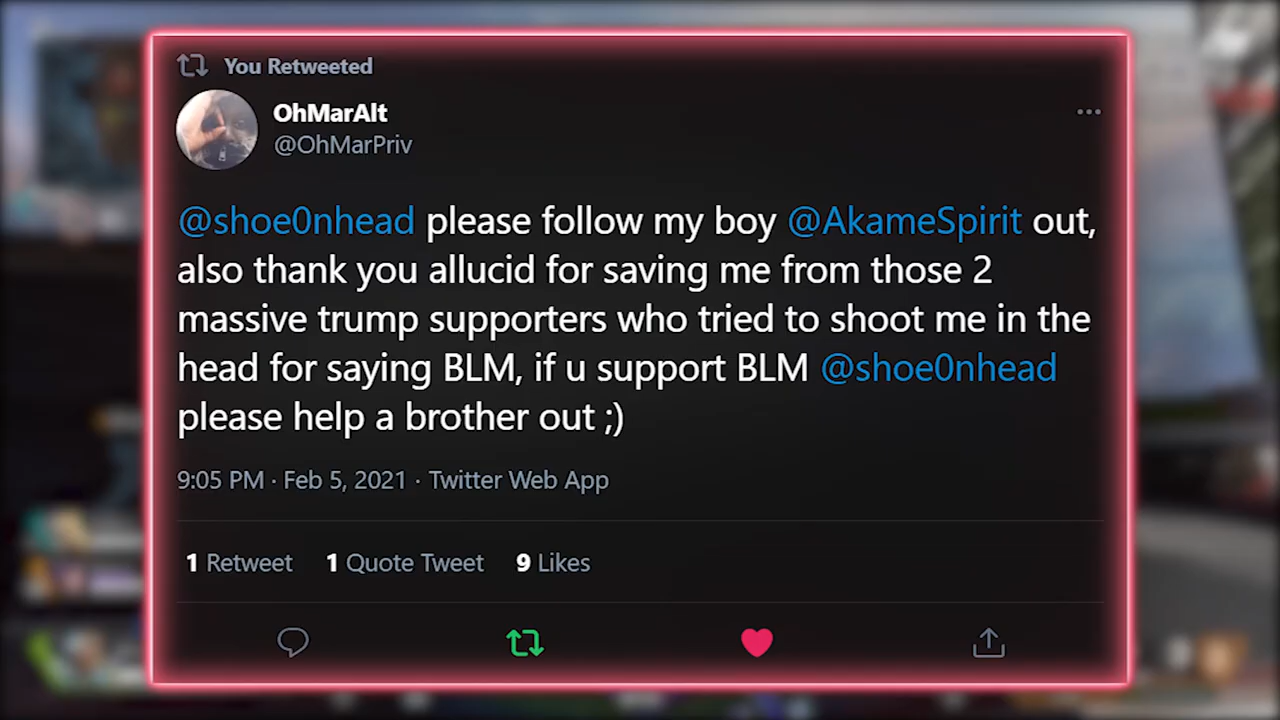 You Retweeted
OhMarAlt
@OhMarPriv
@shoe0nhead please follow my boy @AkameSpirit out,
also thank you allucid for saving me from those 2
massive trump supporters who tried to shoot me in the
head for saying BLM, if u support BLM @shoe0nhead
please help a brother out ;)
9:05 PM · Feb 5, 2021 · Twitter Web App
1 Retweet 1 Quote Tweet 9 Likes